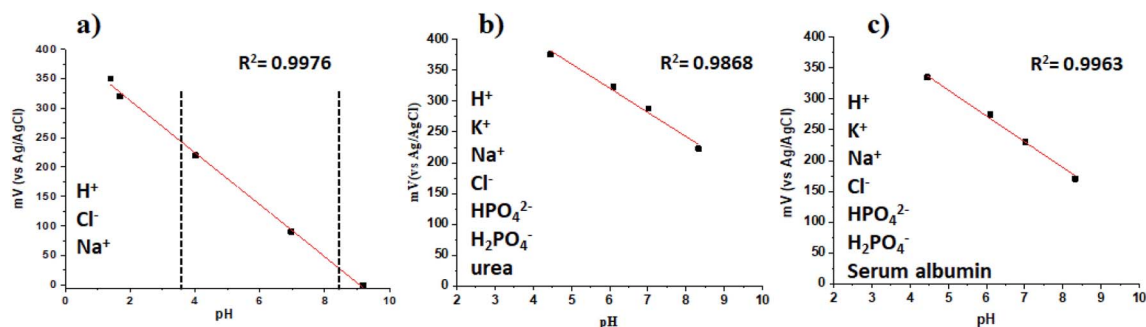 a)
R²= 0.9976
400
350
300
250
200
150
100
50
0
mV (vs Ag/AgCl)
H⁺
Cl⁻
Na⁺
0 2 4 6 8 10
pH
b)
R²= 0.9868
400
350
300
250
200
150
100
50
0
mV(vs Ag/AgCl)
H⁺
K⁺
Na⁺
Cl⁻
HPO₄²⁻
H₂PO₄⁻
urea
2 3 4 5 6 7 8 9 10
pH
c)
R²= 0.9963
400
350
300
250
200
150
100
50
0
mV (vs Ag/AgCl)
H⁺
K⁺
Na⁺
Cl⁻
HPO₄²⁻
H₂PO₄⁻
Serum albumin
2 3 4 5 6 7 8 9 10
pH